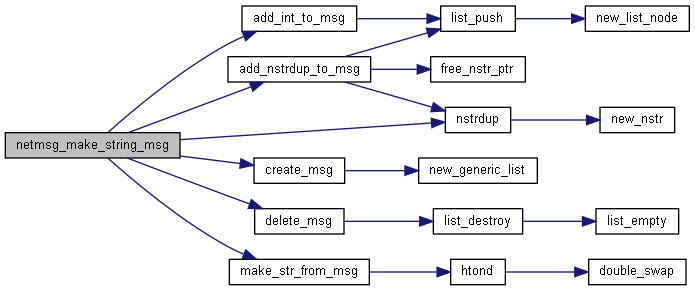 add_int_to_msg
list_push
new_list_node
add_nstrdup_to_msg
free_nstr_ptr
nstrdup
new_nstr
netmsg_make_string_msg
create_msg
new_generic_list
delete_msg
list_destroy
list_empty
make_str_from_msg
htond
double_swap